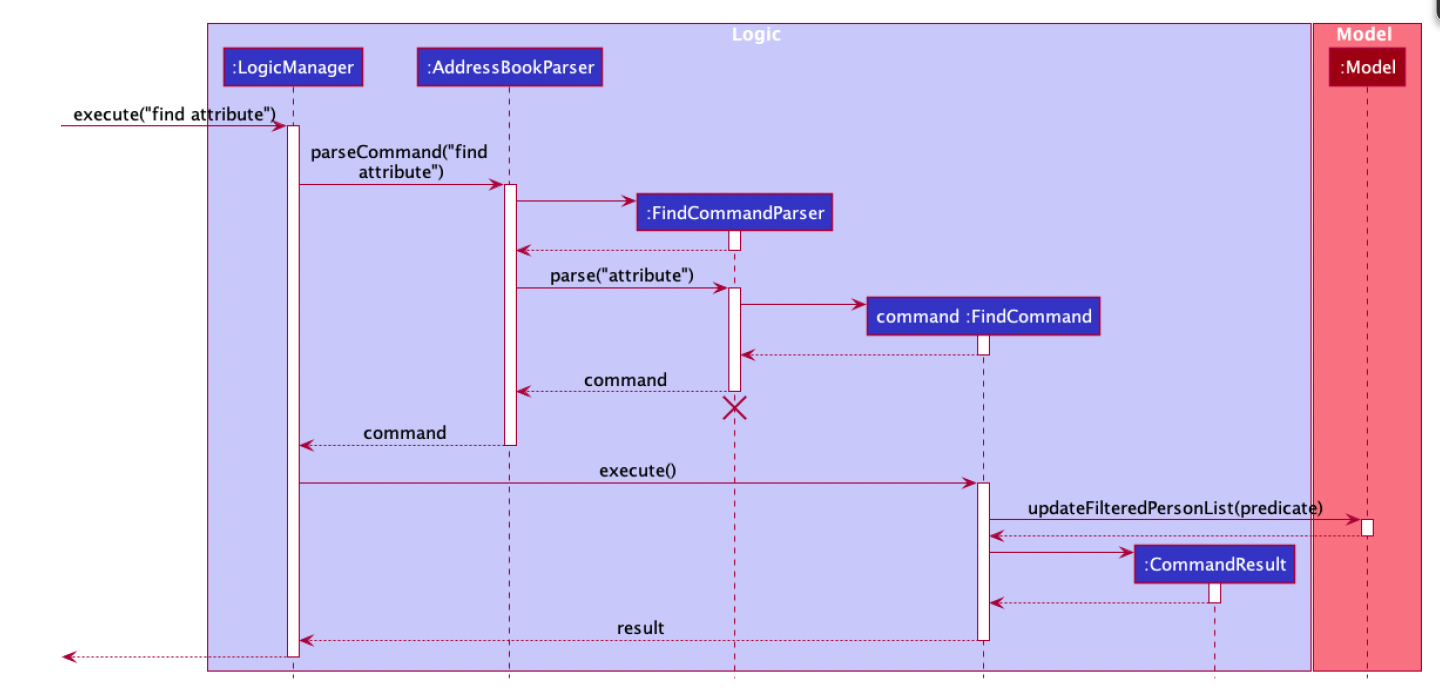 Logic
Model
:LogicManager
:AddressBookParser
:Model
execute("find attribute")
parseCommand("find
attribute")
:FindCommandParser
parse("attribute")
command :FindCommand
command
command
execute()
updateFilteredPersonList(predicate)
:CommandResult
result